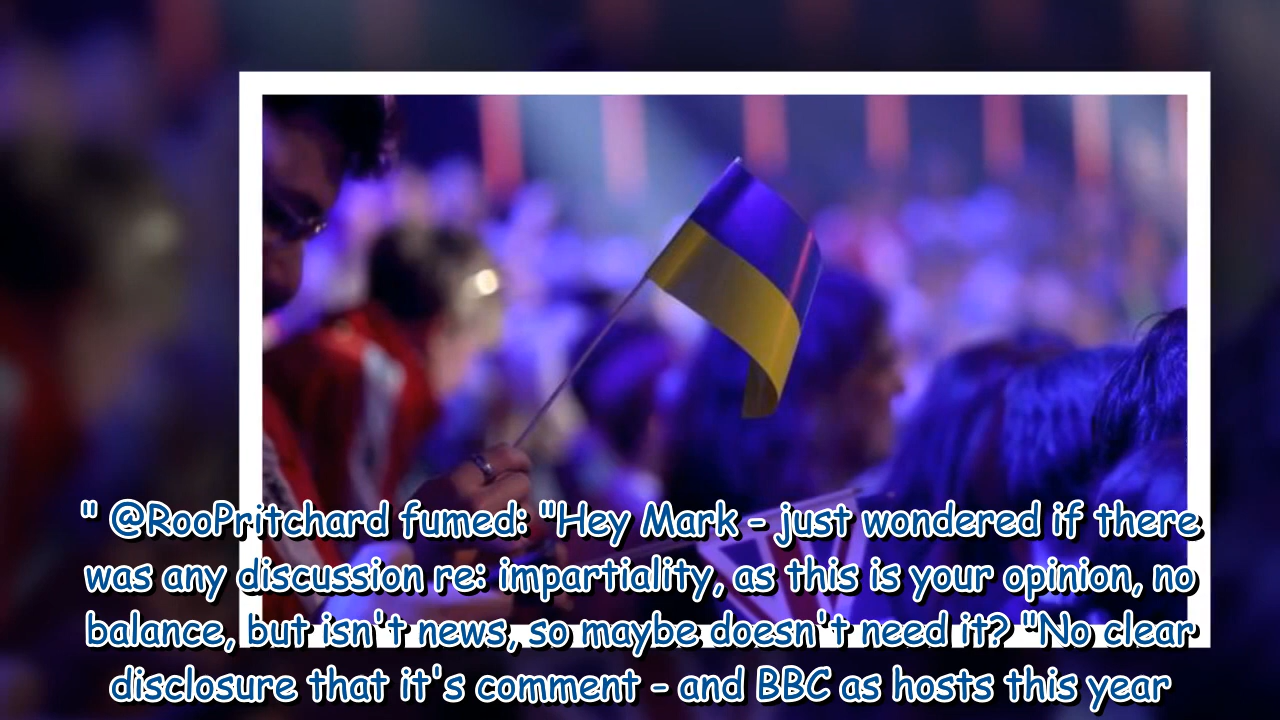 " @RooPritchard fumed: "Hey Mark - just wondered if there
was any discussion re: impartiality, as this is your opinion, no
balance, but isn't news, so maybe doesn't need it? "No clear
disclosure that it's comment - and BBC as hosts this year